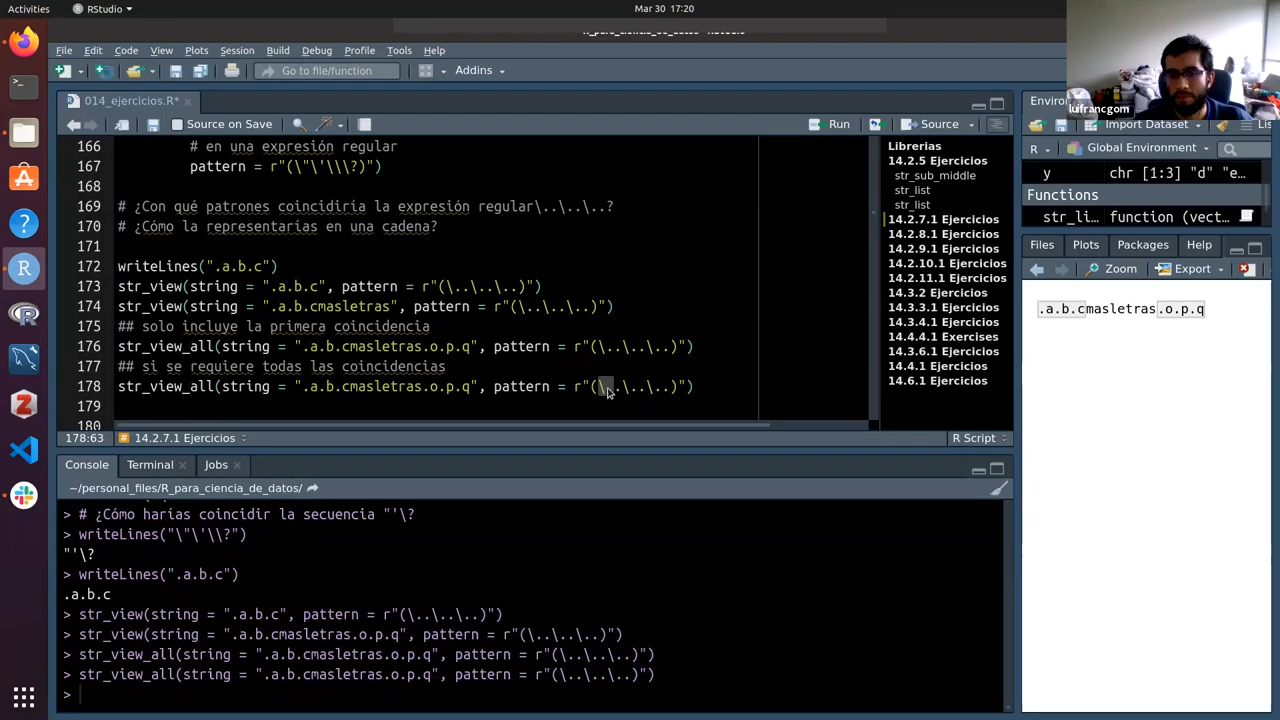 Activities
RStudio
Mar 30 17:20
File Edit Code View Plots Session Build Debug Profile Tools Help
Go to file/function
Addins
lufrancgom
014_ejercicios.R*
Source on Save
Run
Source
166 # en una expresión regular
167 pattern = r"(\"\'\\\?)")
168
169 # ¿Con qué patrones coincidiría la expresión regular\..\..\..?
170 # ¿Cómo la representarías en una cadena?
171
172 writeLines(".a.b.c")
173 str_view(string = ".a.b.c", pattern = r"(\..\..\..)")
174 str_view(string = ".a.b.cmasletras", pattern = r"(\..\..\..)")
175 ## solo incluye la primera coincidencia
176 str_view_all(string = ".a.b.cmasletras.o.p.q", pattern = r"(\..\..\..)")
177 ## si se requiere todas las coincidencias
178 str_view_all(string = ".a.b.cmasletras.o.p.q", pattern = r"(\..\..\..)")
179
180
178:63
14.2.7.1 Ejercicios
R Script
Librerias
14.2.5 Ejercicios
str_sub_middle
str_list
str_list
14.2.7.1 Ejercicios
14.2.8.1 Ejercicios
14.2.9.1 Ejercicios
14.2.10.1 Ejercicios
14.2.11.1 Ejercicios
14.3.2 Ejercicios
14.3.3.1 Ejercicios
14.3.4.1 Ejercicios
14.4.4.1 Exercises
14.3.6.1 Ejercicios
14.4.1 Ejercicios
14.6.1 Ejercicios
Console Terminal Jobs
~/personal_files/R_para_ciencia_de_datos/
> # ¿Cómo harías coincidir la secuencia "'\?
> writeLines("\"\'\\?")
"'\?
> writeLines(".a.b.c")
.a.b.c
> str_view(string = ".a.b.c", pattern = r"(\..\..\..)")
> str_view(string = ".a.b.cmasletras.o.p.q", pattern = r"(\..\..\..)")
> str_view_all(string = ".a.b.cmasletras.o.p.q", pattern = r"(\..\..\..)")
> str_view_all(string = ".a.b.cmasletras.o.p.q", pattern = r"(\..\..\..)")
>
Import Dataset
R
Global Environment
y chr [1:3] "d" "e…
Functions
str_li… function (vect…
Files Plots Packages Help
Zoom
Export
.a.b.cmasletras.o.p.q